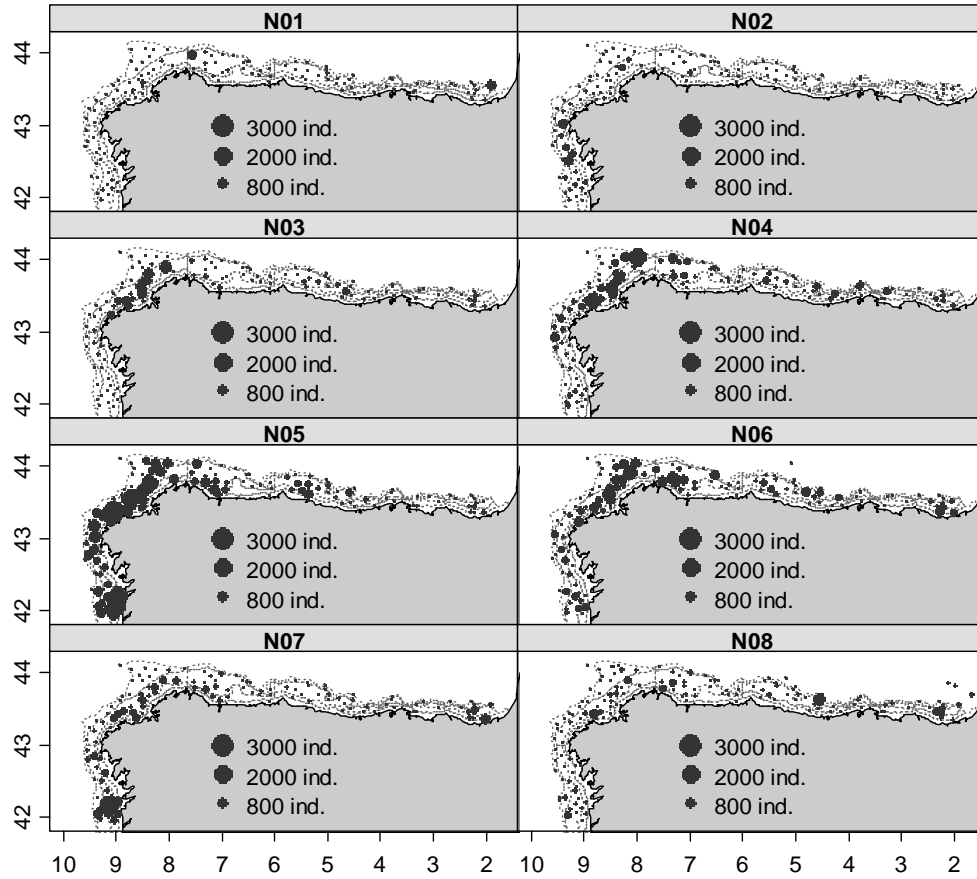 N01 N02
44
43
42
3000 ind. 3000 ind.
2000 ind. 2000 ind.
800 ind. 800 ind.
N03 N04
44
43
42
3000 ind. 3000 ind.
2000 ind. 2000 ind.
800 ind. 800 ind.
N05 N06
44
43
42
3000 ind. 3000 ind.
2000 ind. 2000 ind.
800 ind. 800 ind.
N07 N08
44
43
42
3000 ind. 3000 ind.
2000 ind. 2000 ind.
800 ind. 800 ind.
10 9 8 7 6 5 4 3 2 10 9 8 7 6 5 4 3 2